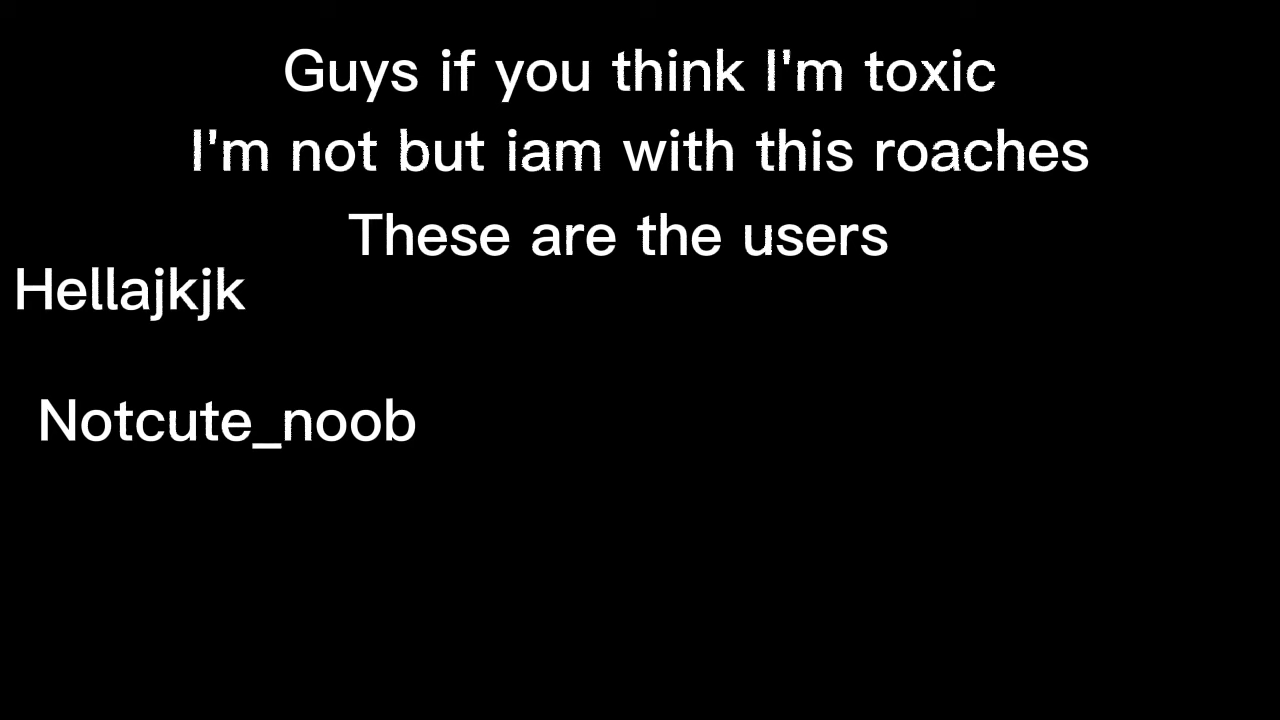 Guys if you think I'm toxic
I'm not but iam with this roaches
These are the users
Hellajkjk
Notcute_noob